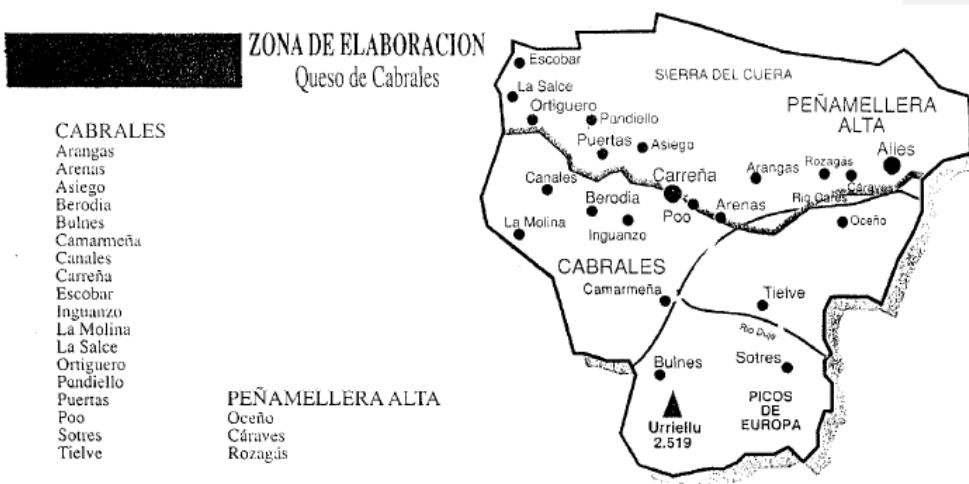 ZONA DE ELABORACION
Queso de Cabrales
CABRALES
Arangas
Arenas
Asiego
Berodia
Bulnes
Camarmeña
Canales
Carreña
Escobar
Inguanzo
La Molina
La Salce
Ortiguero
Pandiello
Puertas
Poo
Sotres
Tielve
PEÑAMELLERA ALTA
Oceño
Cáraves
Rozagás
Escobar
SIERRA DEL CUERA
La Salce
Ortiguero
Pandiello
PEÑAMELLERA
ALTA
Puertas
Asiego
Alles
Arangas
Rozagás
Canales
Carreña
Cáraves
Berodia
Rio Cares
Poo
Arenas
Oceño
La Molina
Inguanzo
CABRALES
Camarmeña
Tielve
Rio Duje
Bulnes
Sotres
PICOS
DE
EUROPA
Urriellu
2.519